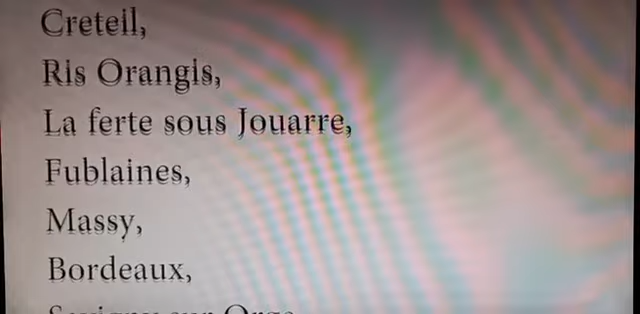 Creteil,
Ris Orangis,
La ferte sous Jouarre,
Fublaines,
Massy,
Bordeaux,